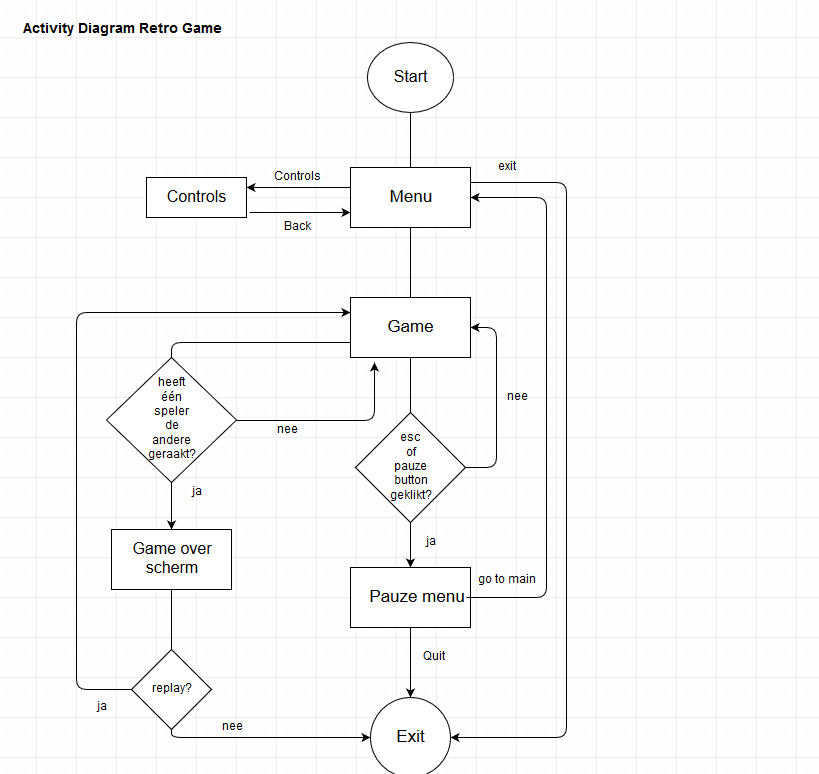 Activity Diagram Retro Game
Start
exit
Controls
Controls
Menu
Back
Game
heeft
één
speler
de
andere
geraakt?
nee
nee
esc
of
pauze
button
geklikt?
ja
ja
Game over
scherm
go to main
Pauze menu
Quit
replay?
ja
nee
Exit